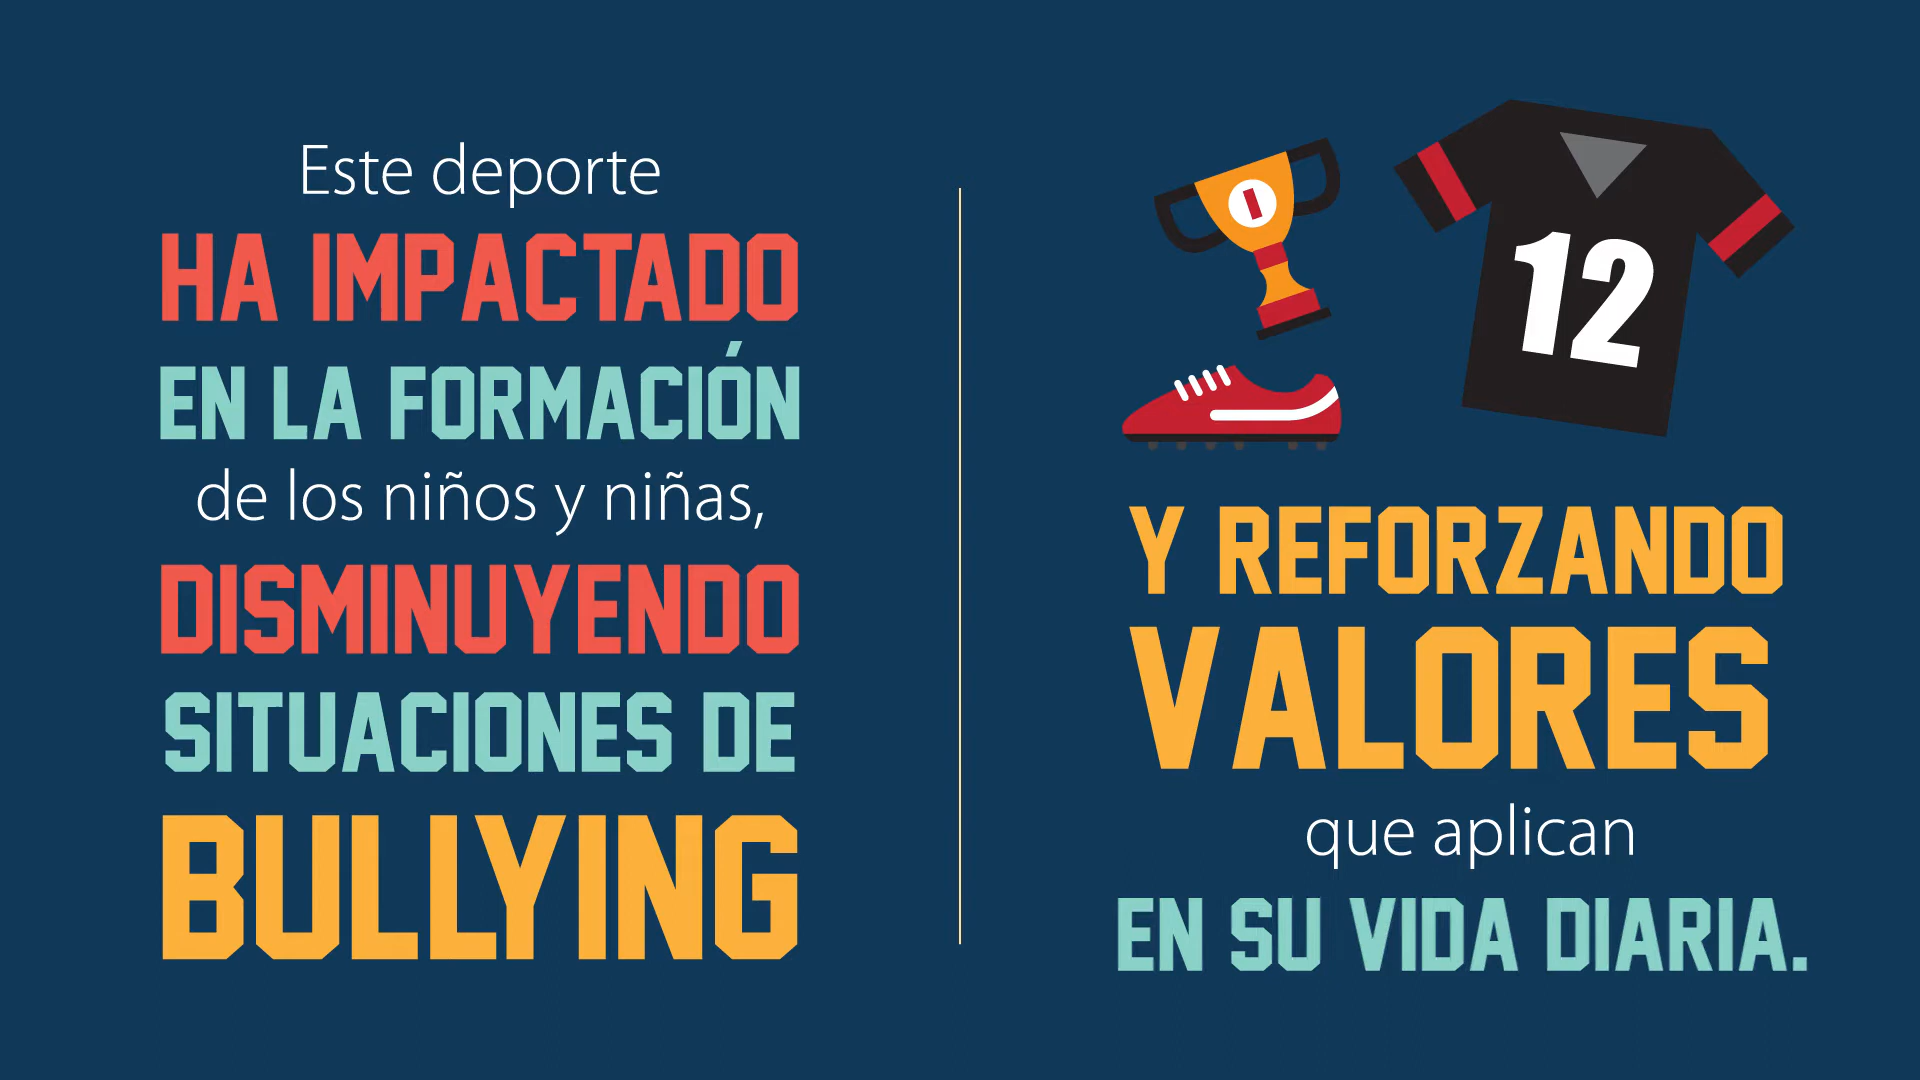 Este deporte
HA IMPACTADO
EN LA FORMACIÓN
de los niños y niñas,
DISMINUYENDO
SITUACIONES DE
BULLYING
1
12
Y REFORZANDO
VALORES
que aplican
EN SU VIDA DIARIA.